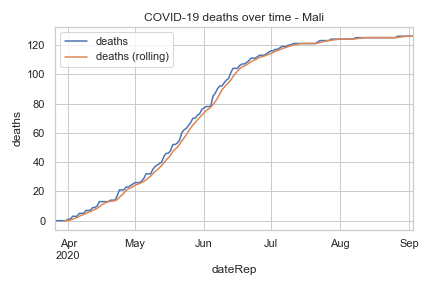 COVID-19 deaths over time - Mali
deaths
deaths (rolling)
deaths
120
100
80
60
40
20
0
Apr
2020
May
Jun
Jul
Aug
Sep
dateRep